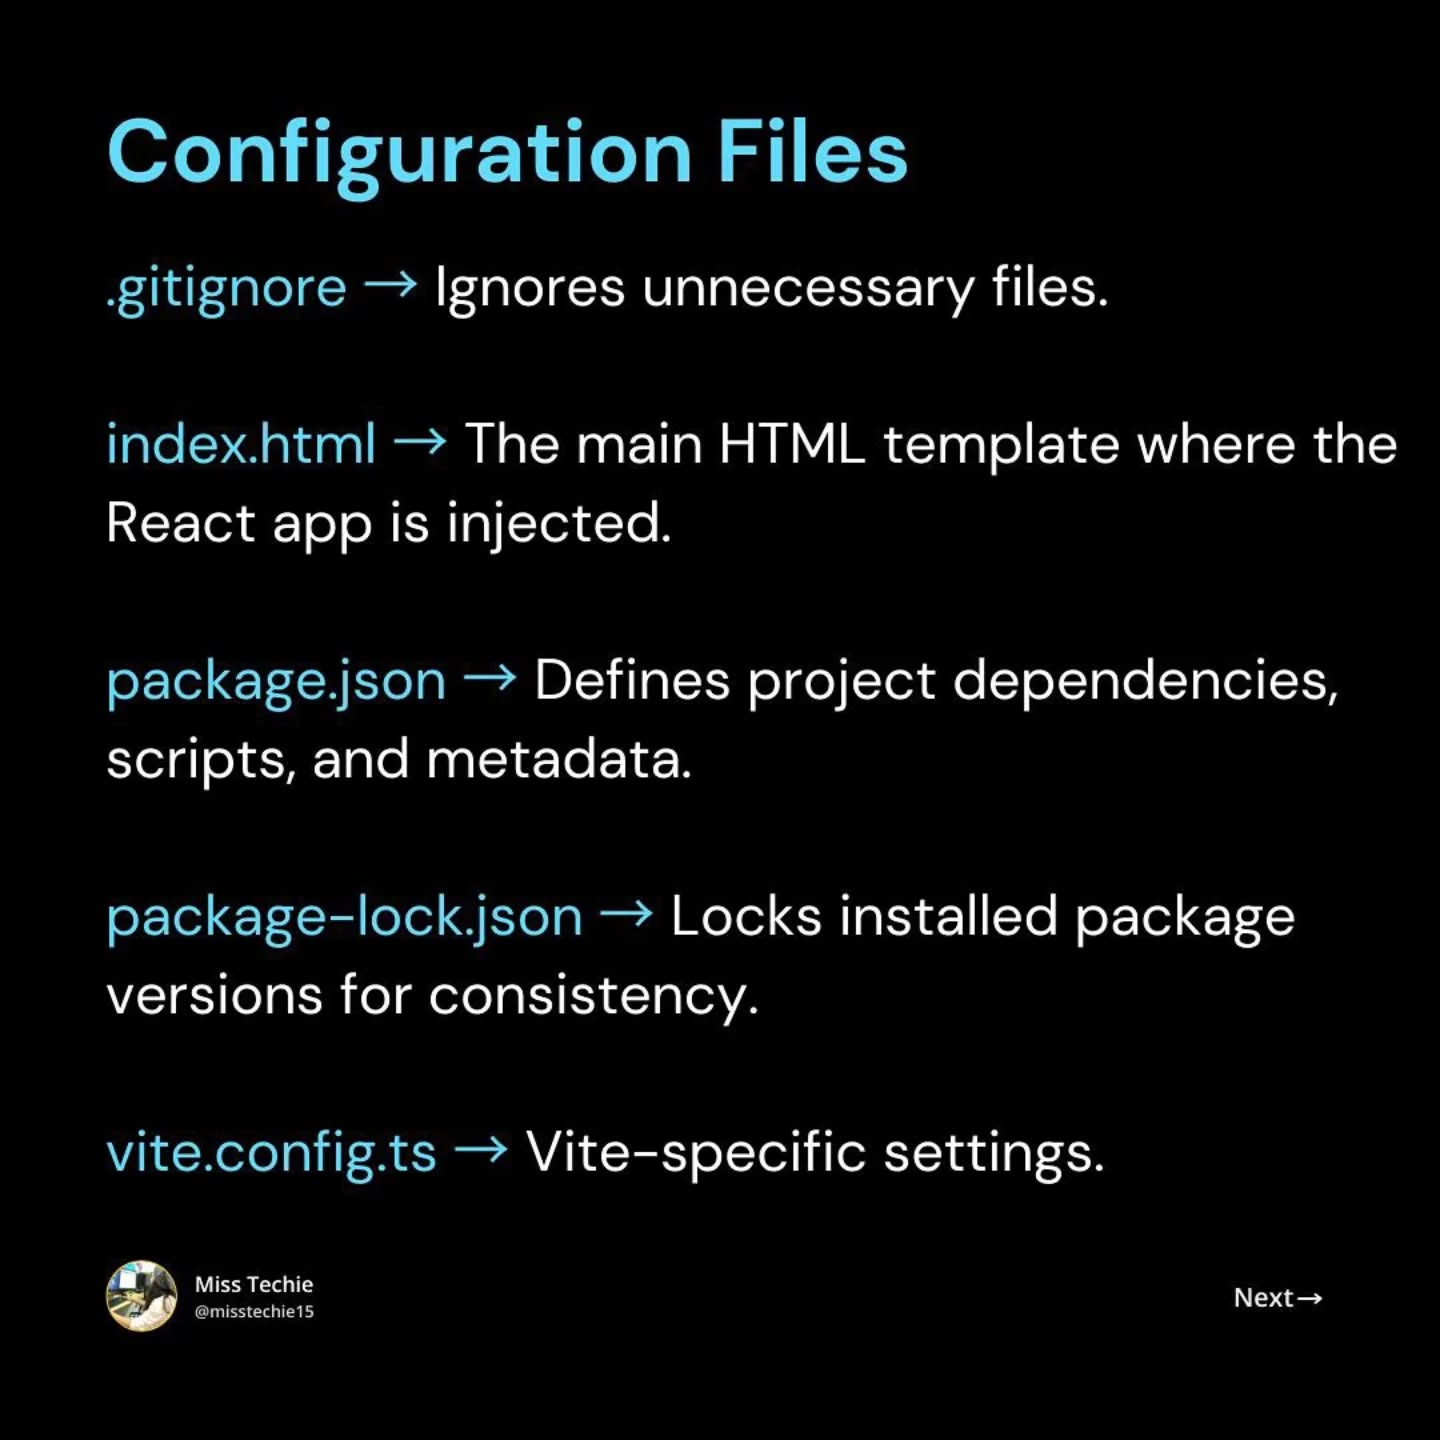 Configuration Files
.gitignore → Ignores unnecessary files.
index.html → The main HTML template where the
React app is injected.
package.json → Defines project dependencies,
scripts, and metadata.
package-lock.json → Locks installed package
versions for consistency.
vite.config.ts → Vite-specific settings.
Miss Techie
@misstechie15
Next→